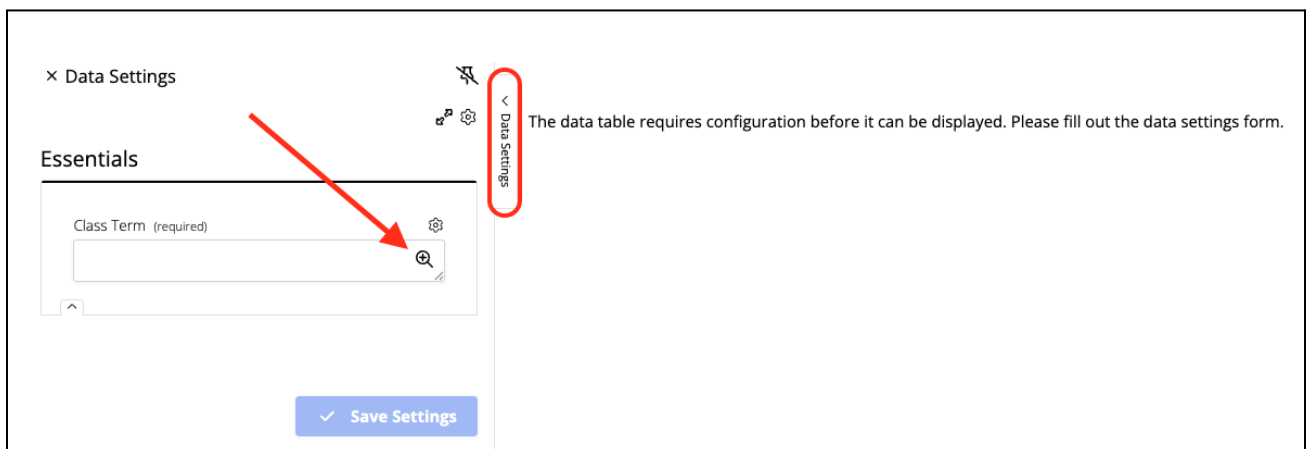 × Data Settings
Essentials
Class Term (required)
Save Settings
Data Settings
The data table requires configuration before it can be displayed. Please fill out the data settings form.